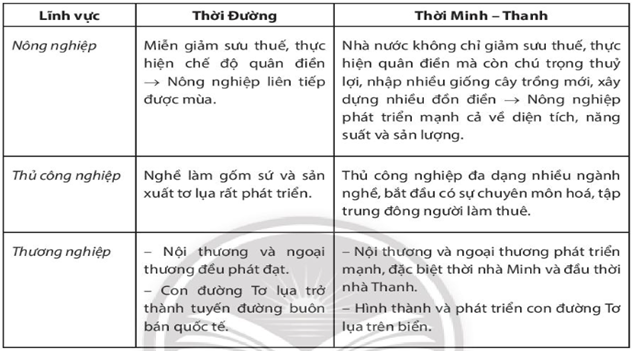 Lĩnh vực
Thời Đường
Thời Minh – Thanh
Nông nghiệp
Miễn giảm sưu thuế, thực
hiện chế độ quân điền
→ Nông nghiệp liên tiếp
được mùa.
Nhà nước không chỉ giảm sưu thuế, thực
hiện quân điền mà còn chú trọng thuỷ
lợi, nhập nhiều giống cây trồng mới, xây
dựng nhiều đồn điền → Nông nghiệp
phát triển mạnh cả về diện tích, năng
suất và sản lượng.
Thủ công nghiệp
Nghề làm gốm sứ và sản
xuất tơ lụa rất phát triển.
Thủ công nghiệp đa dạng nhiều ngành
nghề, bắt đầu có sự chuyên môn hoá, tập
trung đông người làm thuê.
Thương nghiệp
– Nội thương và ngoại
thương đều phát đạt.
– Con đường Tơ lụa trở
thành tuyến đường buôn
bán quốc tế.
– Nội thương và ngoại thương phát triển
mạnh, đặc biệt thời nhà Minh và đầu thời
nhà Thanh.
– Hình thành và phát triển con đường Tơ
lụa trên biển.